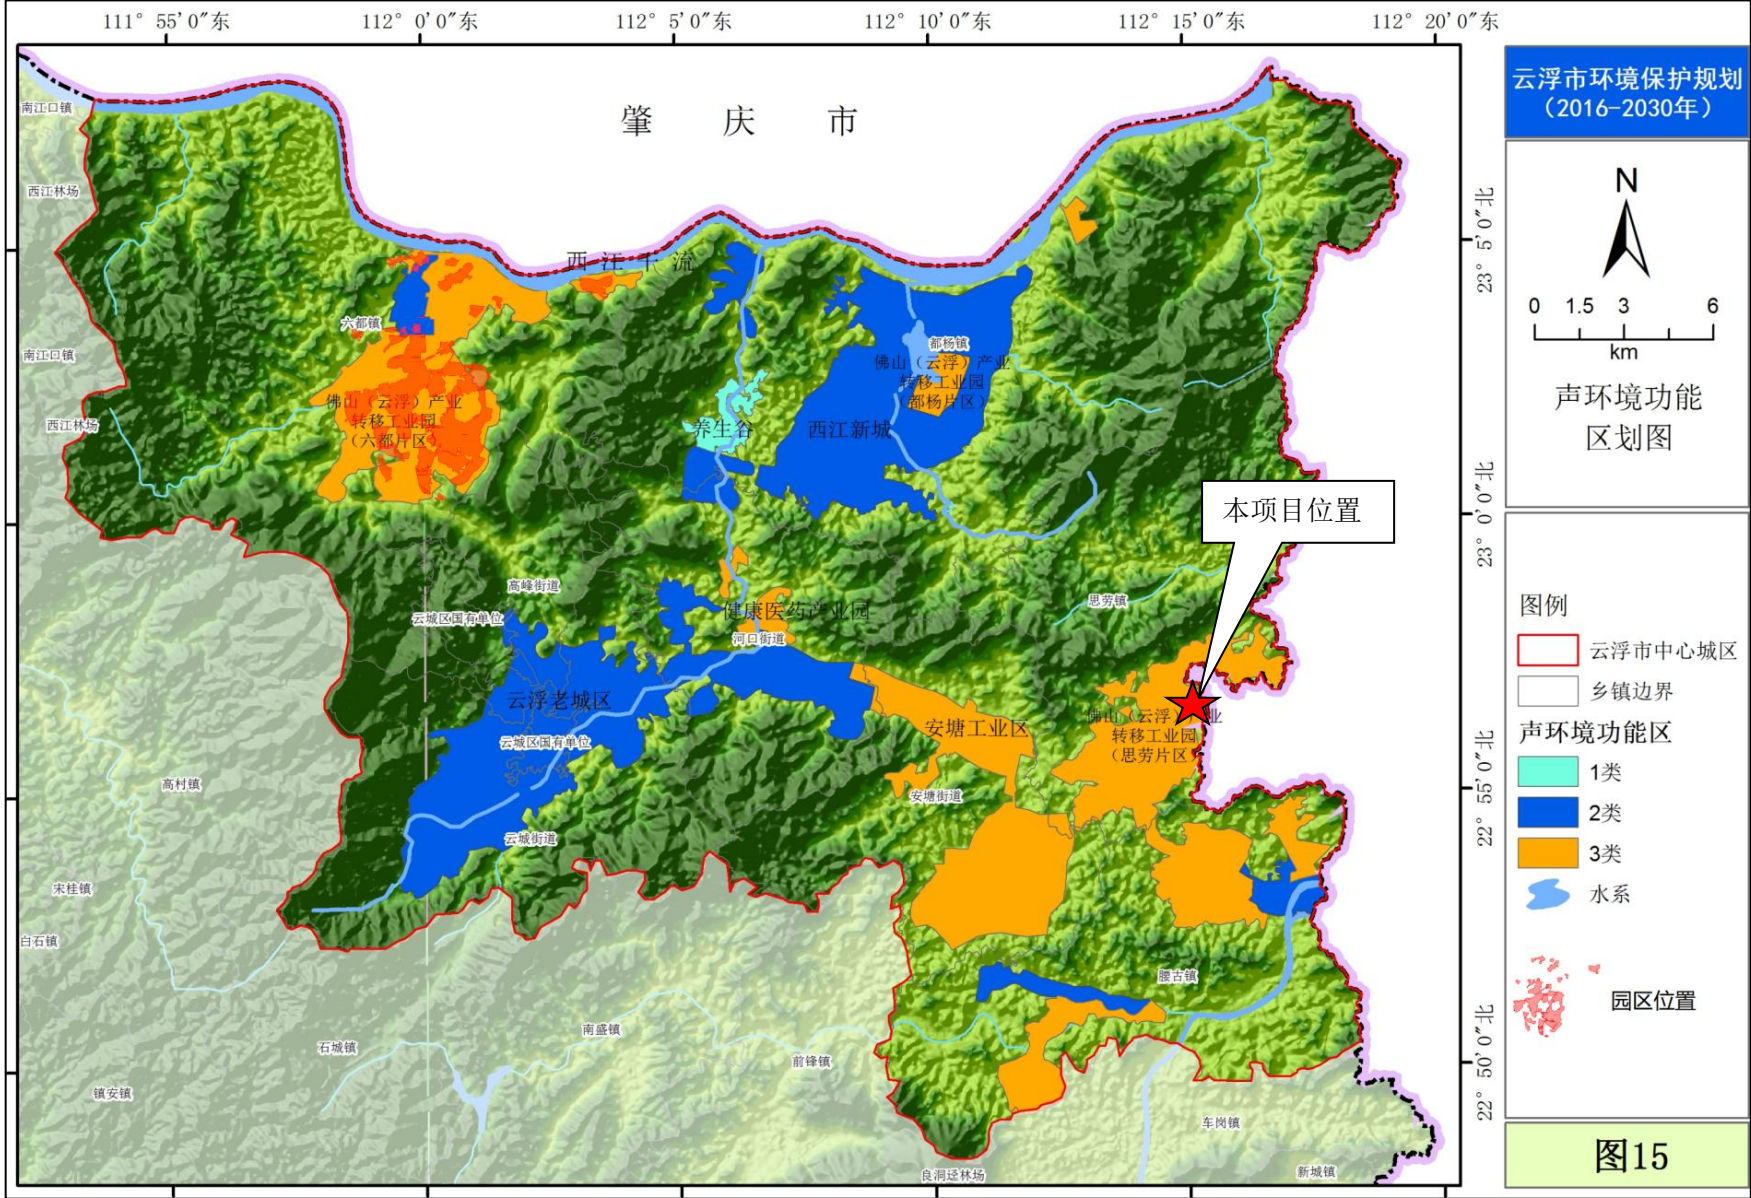 111° 55′ 0″东
112° 0′ 0″东
112° 5′ 0″东
112° 10′ 0″东
112° 15′ 0″东
112° 20′ 0″东
云浮市环境保护规划
（2016-2030年）
N
0 1.5 3 6
km
声环境功能
区划图
图例
云浮市中心城区
乡镇边界
声环境功能区
1类
2类
3类
水系
园区位置
图15
23° 5′ 0″北
23° 0′ 0″北
22° 55′ 0″北
22° 50′ 0″北
肇庆市
南江口镇
西江林场
西江干流
六都镇
南江口镇
都杨镇
佛山（云浮）产业
转移工业园
（都杨片区）
佛山（云浮）产业
转移工业园
（六都片区）
西江林场
养生谷
西江新城
本项目位置
高峰街道
云城区国有单位
健康医药产业园
河口街道
思劳镇
云浮老城区
云城区国有单位
安塘工业区
佛山（云浮 业
转移工业园
（思劳片区）
高村镇
安塘街道
云城街道
宋桂镇
白石镇
腰古镇
南盛镇
石城镇
前锋镇
镇安镇
车岗镇
良洞迳林场
新城镇